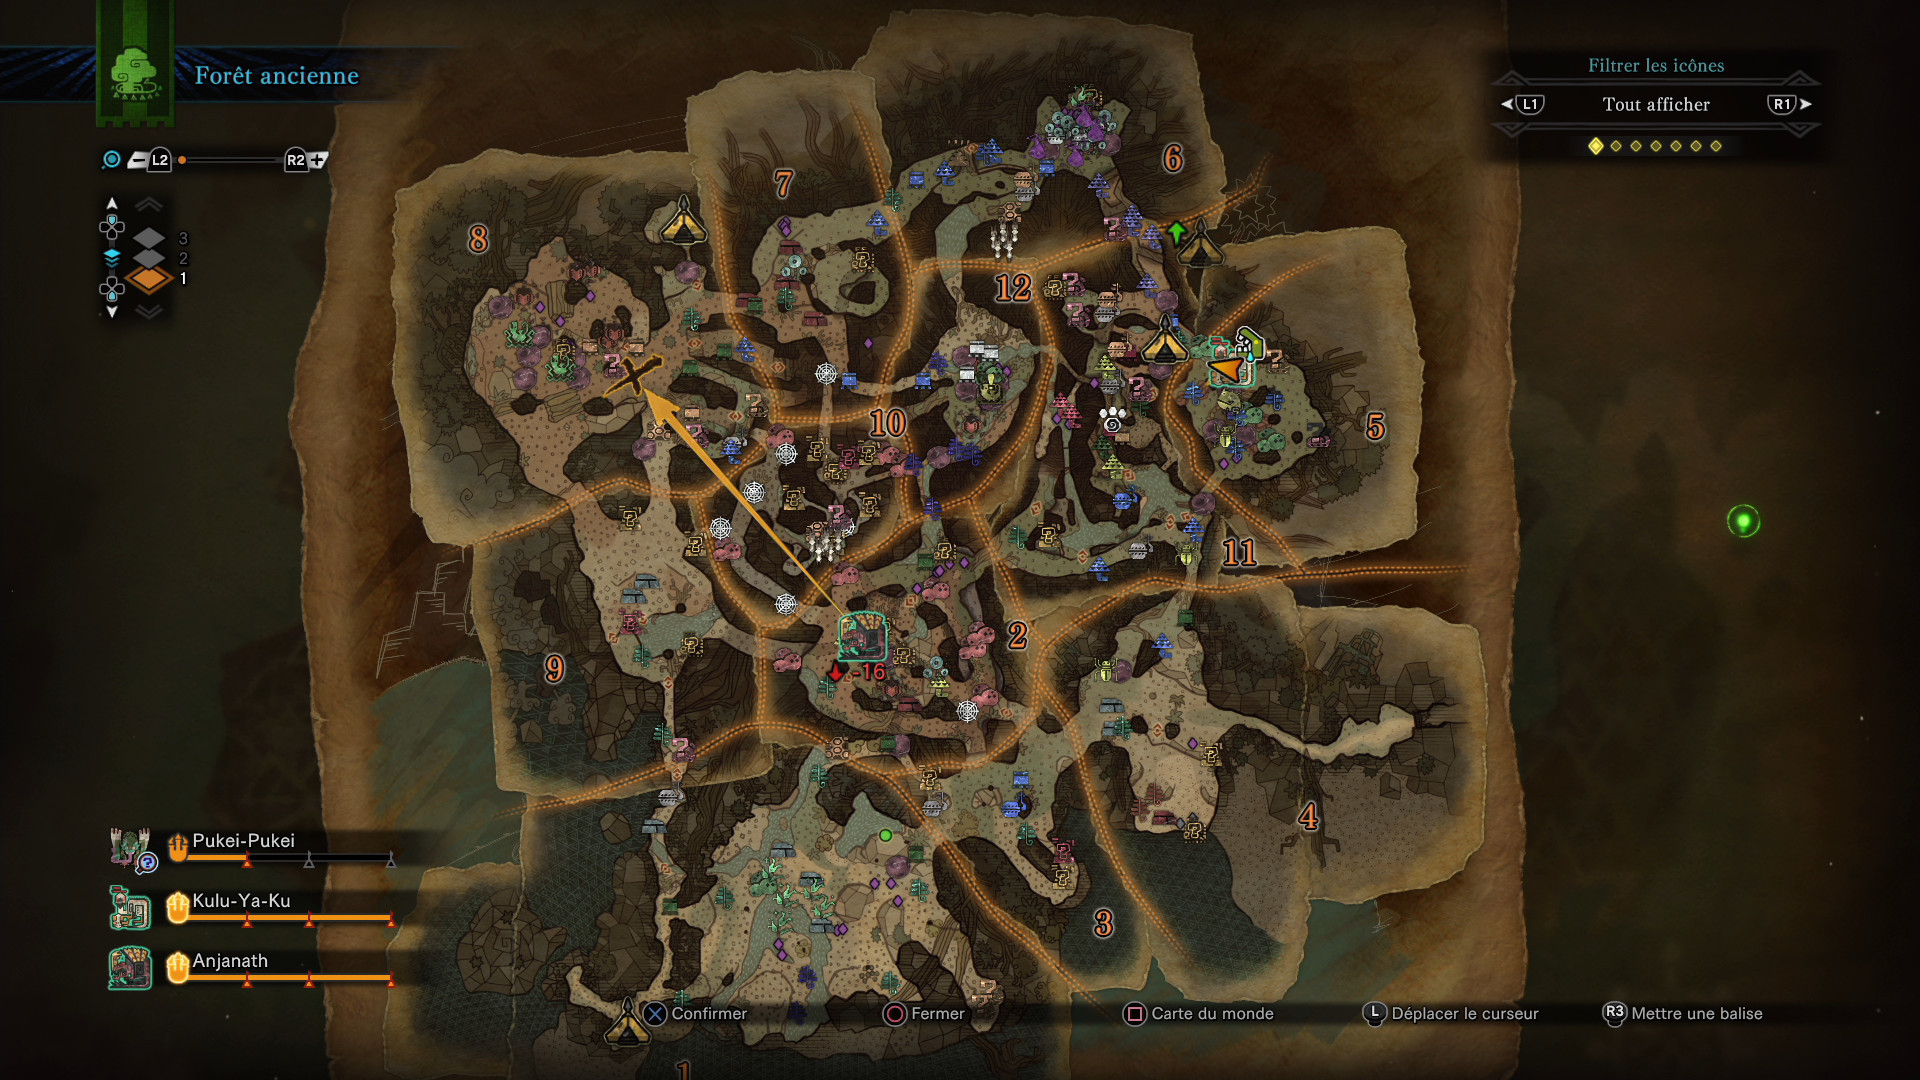 Forêt ancienne
Filtrer les icônes
L1 Tout afficher R1
L2 R2
3
2
1
6
7
8
12
10
5
11
2
-16
9
4
3
1
Pukei-Pukei
?
Kulu-Ya-Ku
Anjanath
Confirmer
Fermer
Carte du monde
L Déplacer le curseur
R3 Mettre une balise